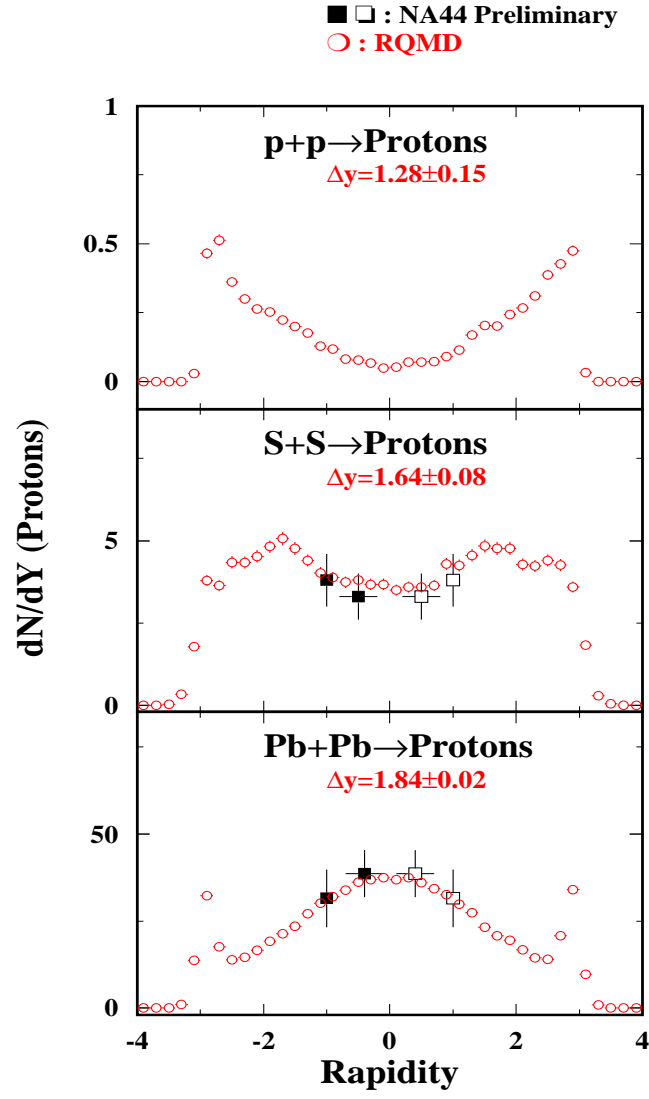 ■ □ : NA44 Preliminary
○ : RQMD
1
p+p→Protons
Δy=1.28±0.15
0.5
0
S+S→Protons
Δy=1.64±0.08
5
0
Pb+Pb→Protons
Δy=1.84±0.02
50
0
dN/dY (Protons)
-4 -2 0 2 4
Rapidity